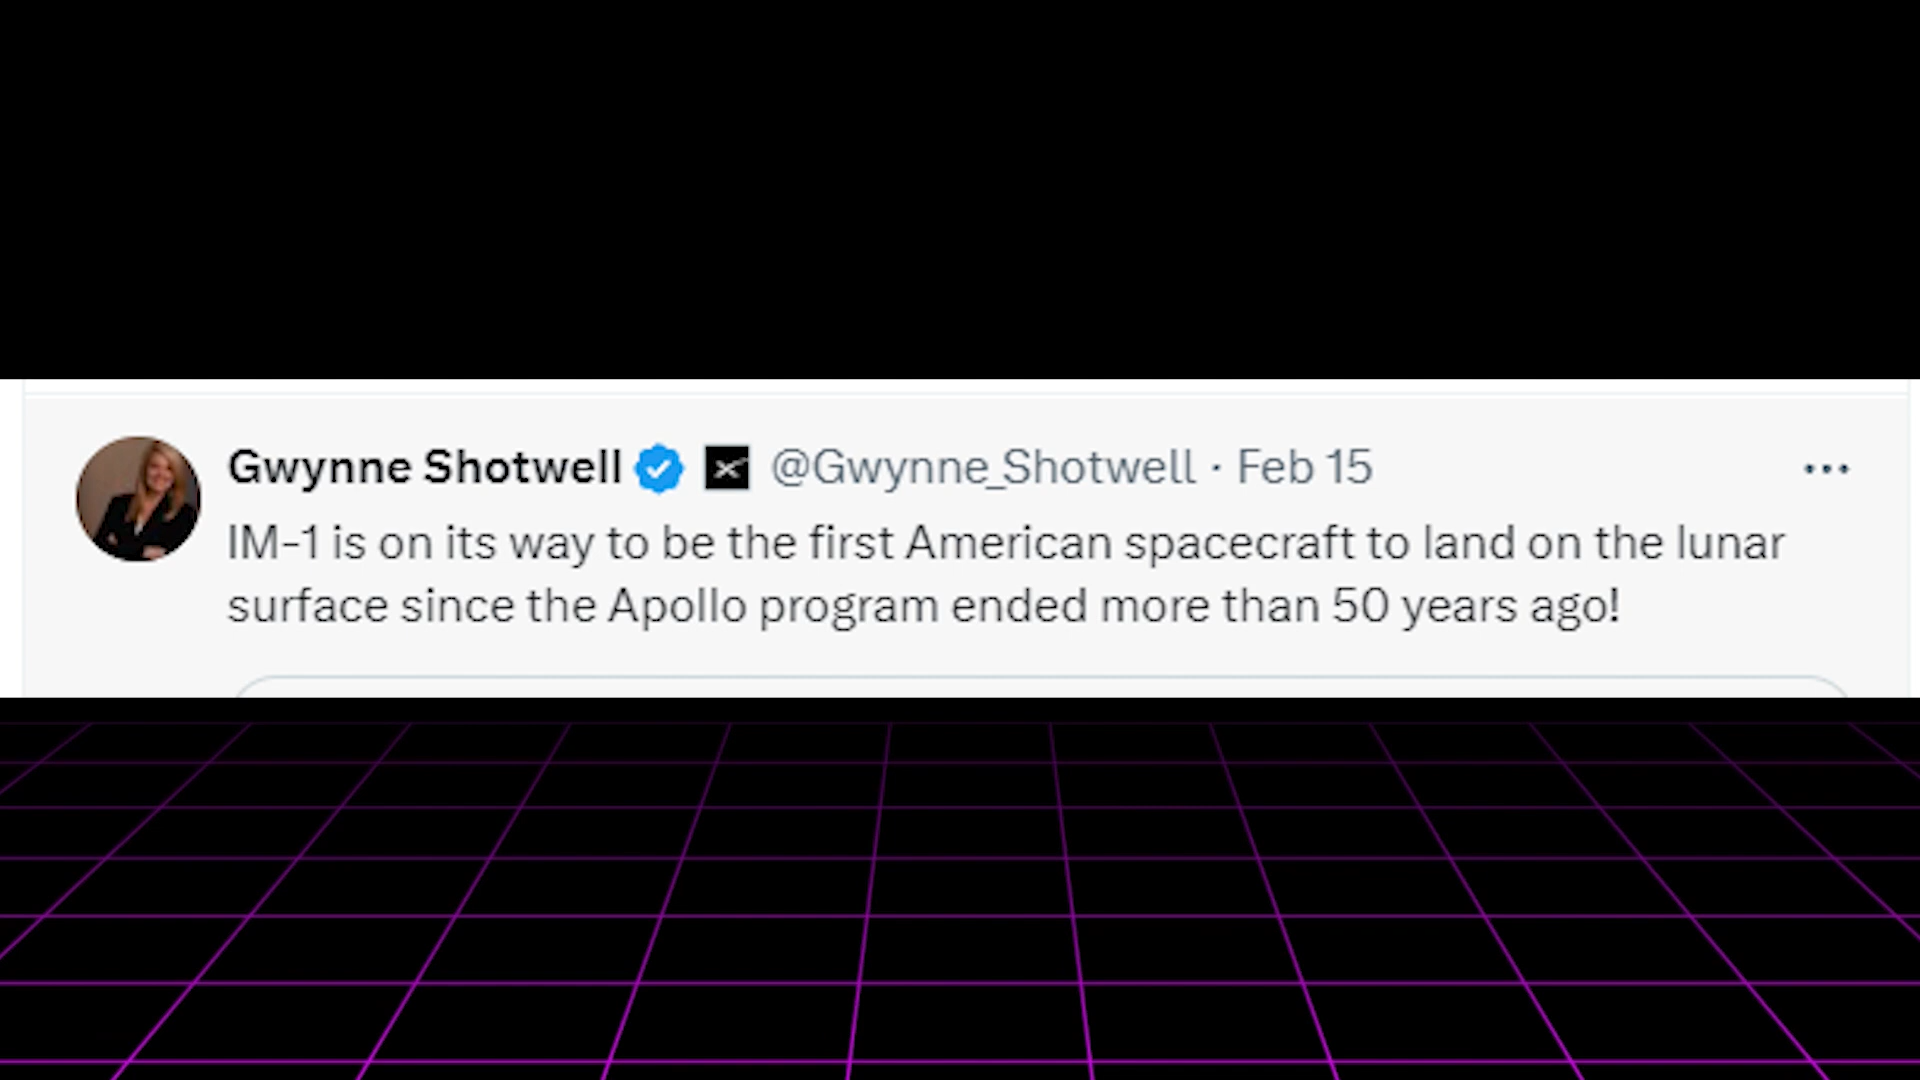 Gwynne Shotwell @Gwynne_Shotwell · Feb 15
IM-1 is on its way to be the first American spacecraft to land on the lunar
surface since the Apollo program ended more than 50 years ago!